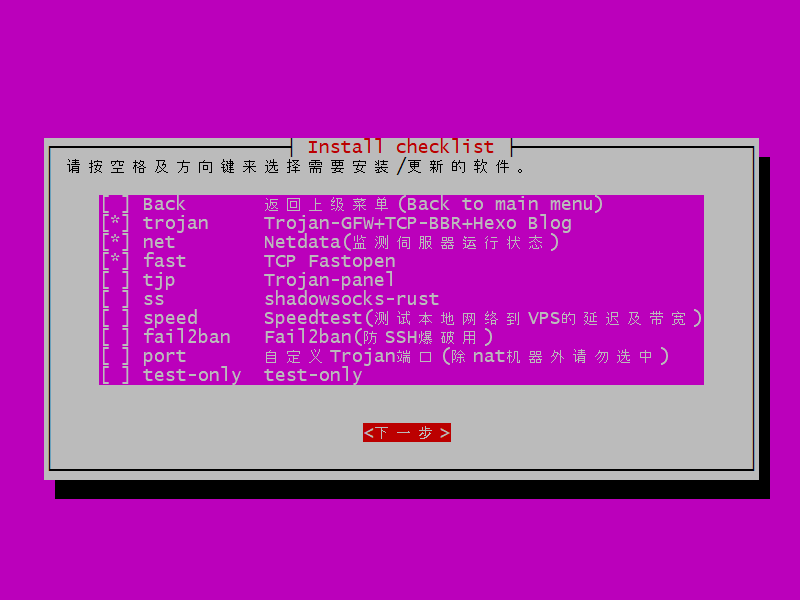 Install checklist
请按空格及方向键来选择需要安装/更新的软件。
[ ] Back 返回上级菜单(Back to main menu)
[*] trojan Trojan-GFW+TCP-BBR+Hexo Blog
[*] net Netdata(监测伺服器运行状态)
[*] fast TCP Fastopen
[ ] tjp Trojan-panel
[ ] ss shadowsocks-rust
[ ] speed Speedtest(测试本地网络到VPS的延迟及带宽)
[ ] fail2ban Fail2ban(防SSH爆破用)
[ ] port 自定义Trojan端口(除nat机器外请勿选中)
[ ] test-only test-only
<下一步>